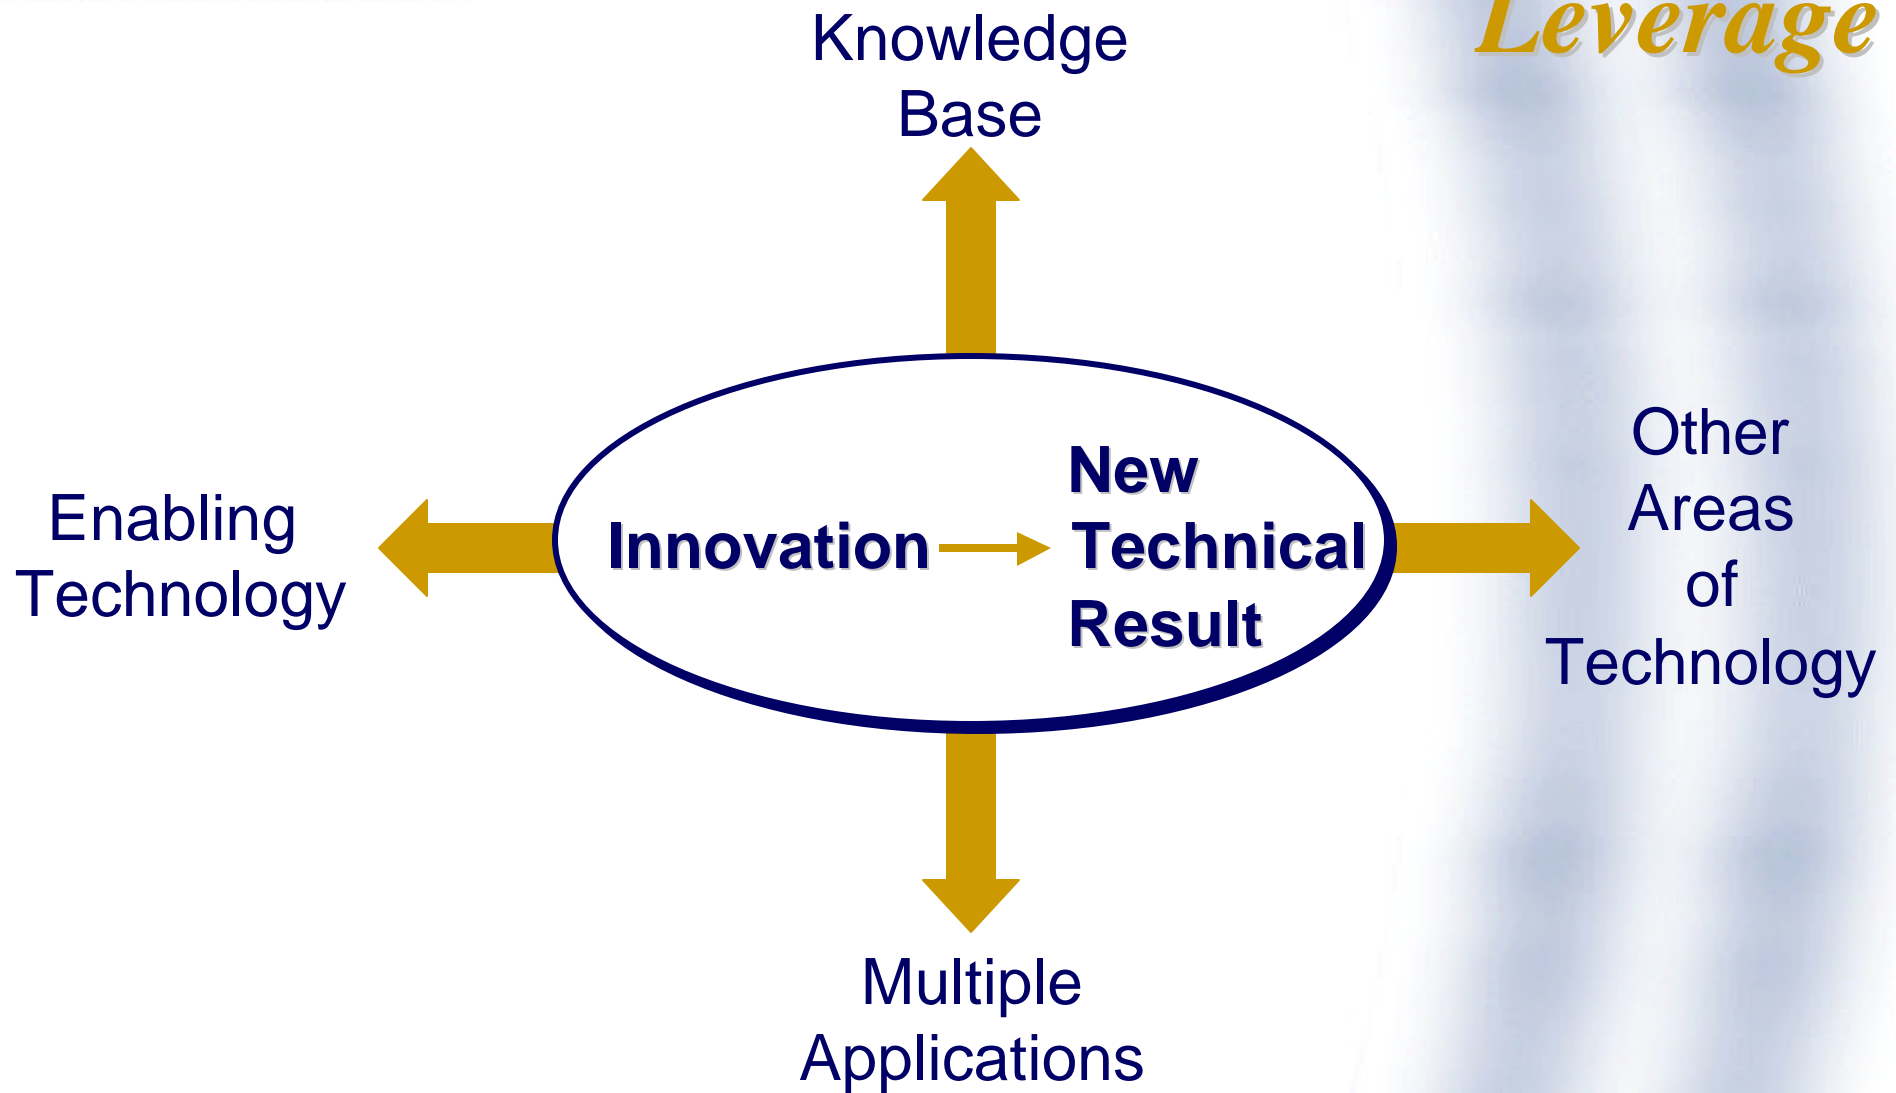 Leverage
Knowledge
Base
Enabling
Technology
Innovation
New
Technical
Result
Other
Areas
of
Technology
Multiple
Applications